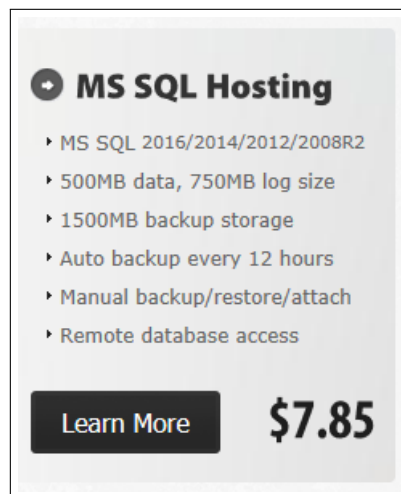 MS SQL Hosting
MS SQL 2016/2014/2012/2008R2
500MB data, 750MB log size
1500MB backup storage
Auto backup every 12 hours
Manual backup/restore/attach
Remote database access
Learn More
$7.85